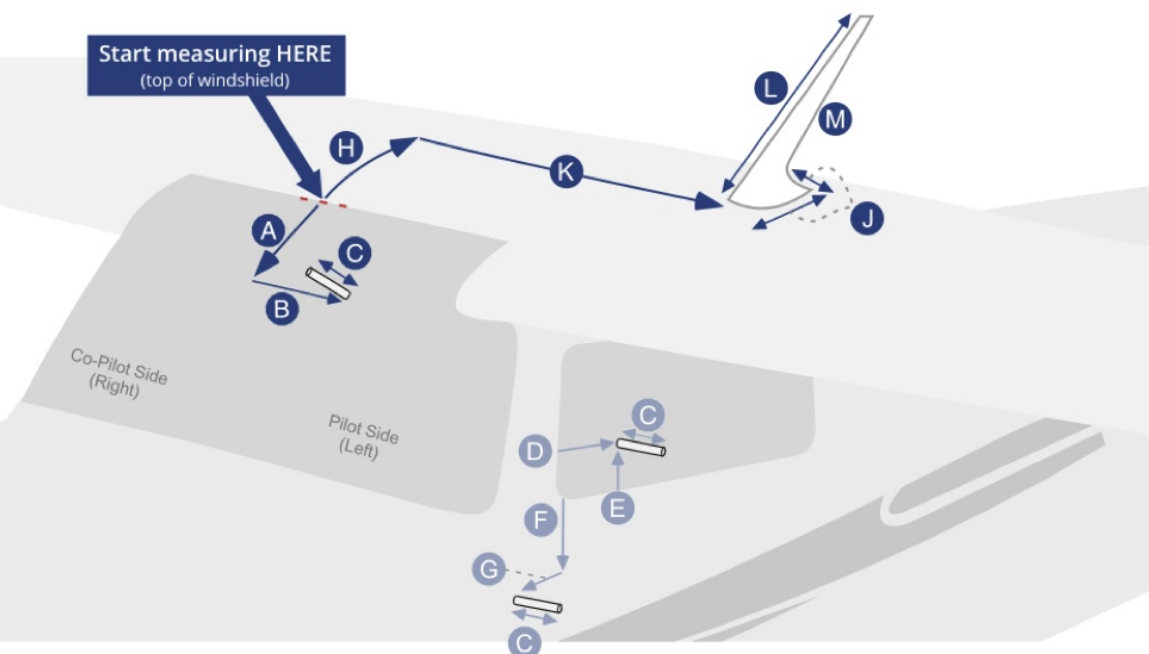 Start measuring HERE
(top of windshield)
L
M
H
K
J
A
C
B
Co-Pilot Side
(Right)
Pilot Side
(Left)
C
D
E
F
G
C